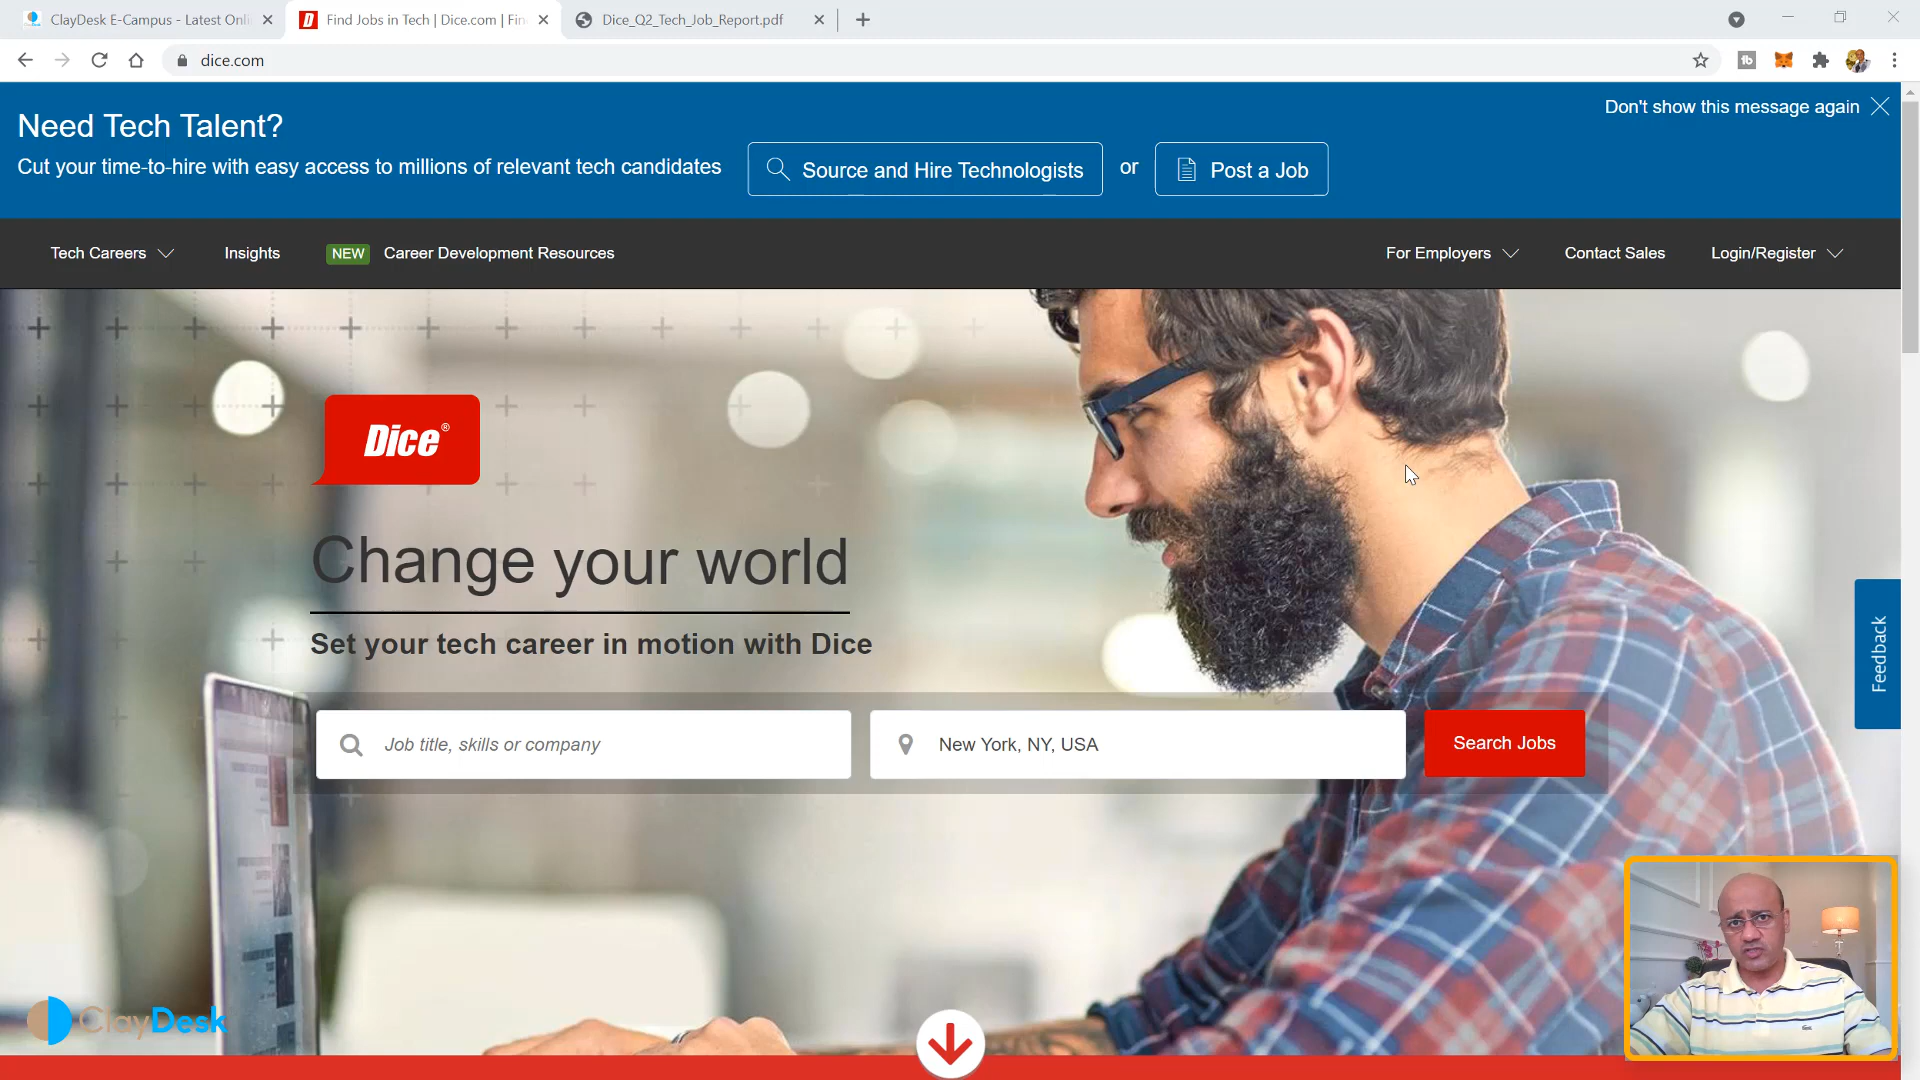 ClayDesk E-Campus - Latest Onli
Find Jobs in Tech | Dice.com | Fin
Dice_Q2_Tech_Job_Report.pdf
dice.com
Don't show this message again
Need Tech Talent?
Cut your time-to-hire with easy access to millions of relevant tech candidates
Source and Hire Technologists
or
Post a Job
Tech Careers
Insights
NEW
Career Development Resources
For Employers
Contact Sales
Login/Register
Dice®
Change your world
Set your tech career in motion with Dice
Feedback
Job title, skills or company
New York, NY, USA
Search Jobs
ClayDesk